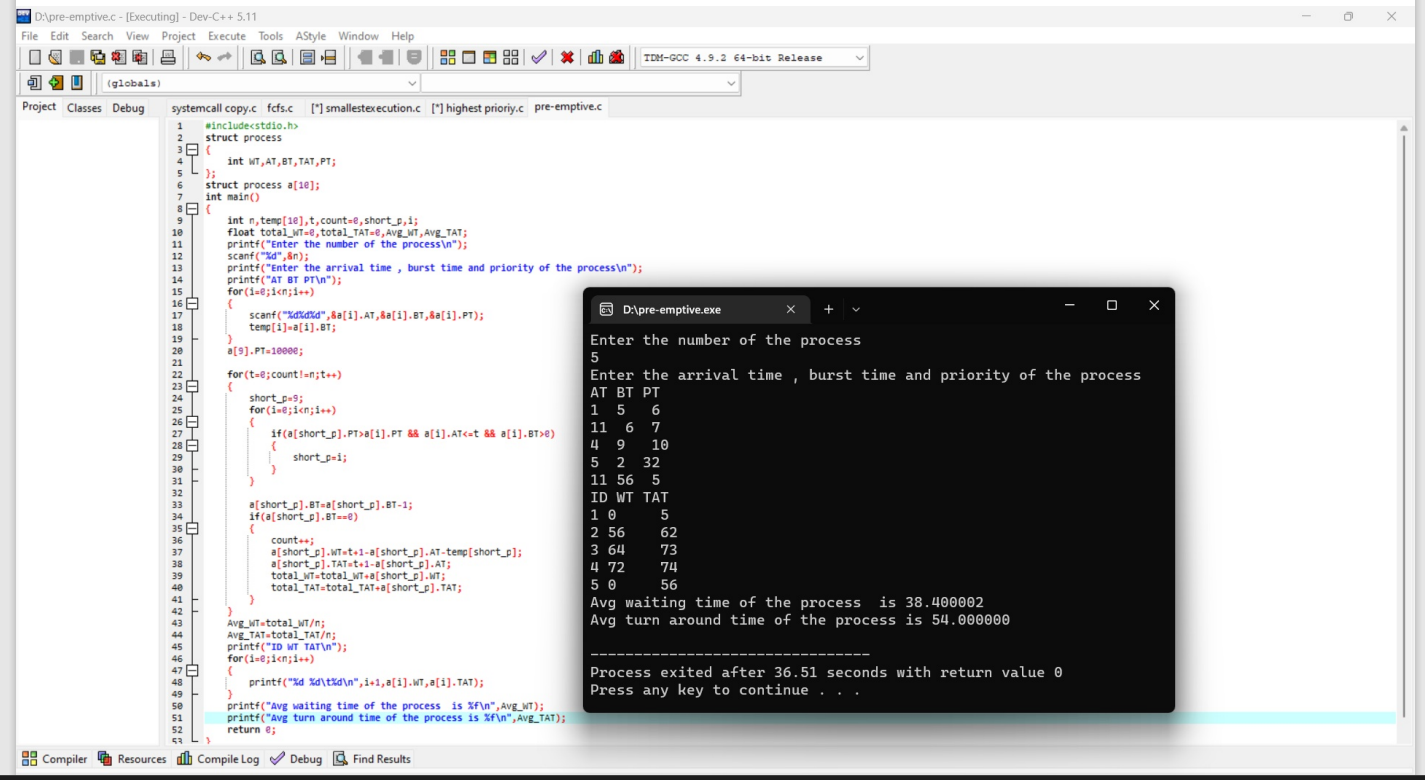 D:\pre-emptive.c - [Executing] - Dev-C++ 5.11
File Edit Search View Project Execute Tools AStyle Window Help
TDM-GCC 4.9.2 64-bit Release
(globals)
Project Classes Debug
systemcall copy.c fcfs.c [*] smallestexecution.c [*] highest prioriy.c pre-emptive.c
1 #include<stdio.h>
2 struct process
3 {
4 int WT,AT,BT,TAT,PT;
5 };
6 struct process a[10];
7 int main()
8 {
9 int n,temp[10],t,count=0,short_p,i;
10 float total_WT=0,total_TAT=0,Avg_WT,Avg_TAT;
11 printf("Enter the number of the process\n");
12 scanf("%d",&n);
13 printf("Enter the arrival time , burst time and priority of the process\n");
14 printf("AT BT PT\n");
15 for(i=0;i<n;i++)
16 {
17 scanf("%d%d%d",&a[i].AT,&a[i].BT,&a[i].PT);
18 temp[i]=a[i].BT;
19 }
20 a[9].PT=10000;
21
22 for(t=0;count!=n;t++)
23 {
24 short_p=9;
25 for(i=0;i<n;i++)
26 {
27 if(a[short_p].PT>a[i].PT && a[i].AT<=t && a[i].BT>0)
28 {
29 short_p=i;
30 }
31 }
32
33 a[short_p].BT=a[short_p].BT-1;
34 if(a[short_p].BT==0)
35 {
36 count++;
37 a[short_p].WT=t+1-a[short_p].AT-temp[short_p];
38 a[short_p].TAT=t+1-a[short_p].AT;
39 total_WT=total_WT+a[short_p].WT;
40 total_TAT=total_TAT+a[short_p].TAT;
41 }
42 }
43 Avg_WT=total_WT/n;
44 Avg_TAT=total_TAT/n;
45 printf("ID WT TAT\n");
46 for(i=0;i<n;i++)
47 {
48 printf("%d %d\t%d\n",i+1,a[i].WT,a[i].TAT);
49 }
50 printf("Avg waiting time of the process  is %f\n",Avg_WT);
51 printf("Avg turn around time of the process is %f\n",Avg_TAT);
52 return 0;
53 }
D:\pre-emptive.exe
Enter the number of the process
5
Enter the arrival time , burst time and priority of the process
AT BT PT
1 5 6
11 6 7
4 9 10
5 2 32
11 56 5
ID WT TAT
1 0 5
2 56 62
3 64 73
4 72 74
5 0 56
Avg waiting time of the process  is 38.400002
Avg turn around time of the process is 54.000000
--------------------------------
Process exited after 36.51 seconds with return value 0
Press any key to continue . . .
Compiler Resources Compile Log Debug Find Results